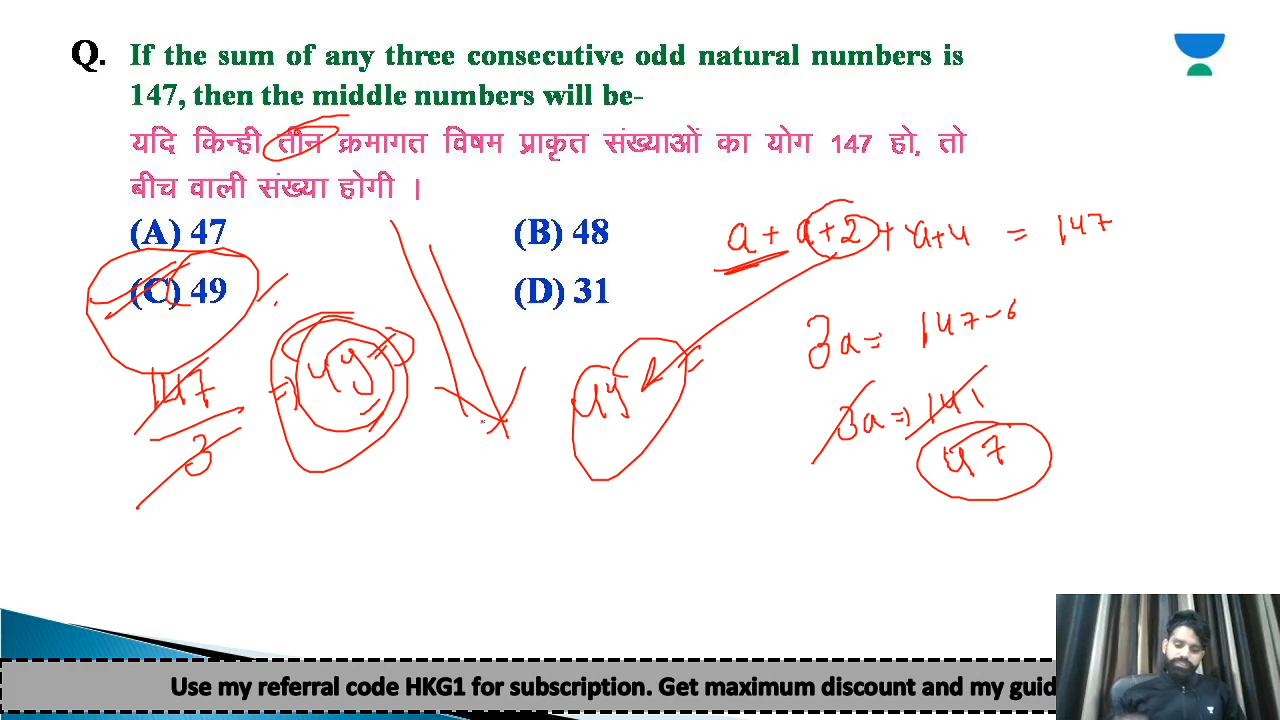 Q. If the sum of any three consecutive odd natural numbers is
147, then the middle numbers will be-
यदि किन्ही तीन क्रमागत विषम प्राकृत संख्याओं का योग 147 हो, तो
बीच वाली संख्या होगी ।
(A) 47 (B) 48
(C) 49 (D) 31
a + a+2 + a+4 = 147
3a = 147-6
3a = 141
47
147
3
= 49
49
Use my referral code HKG1 for subscription. Get maximum discount and my guid